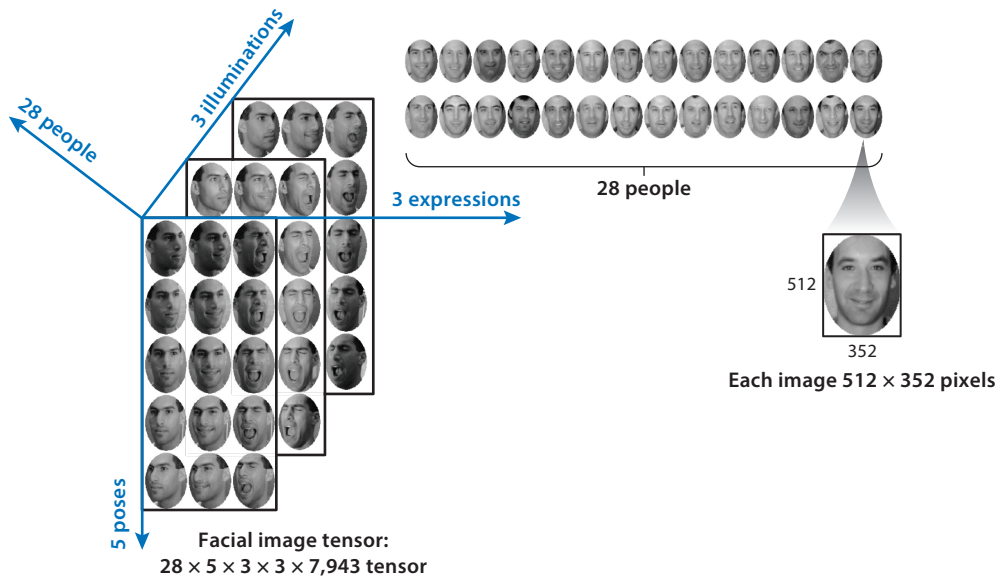 28 people
3 illuminations
3 expressions
5 poses
Facial image tensor:
28 × 5 × 3 × 3 × 7,943 tensor
28 people
512
352
Each image 512 × 352 pixels